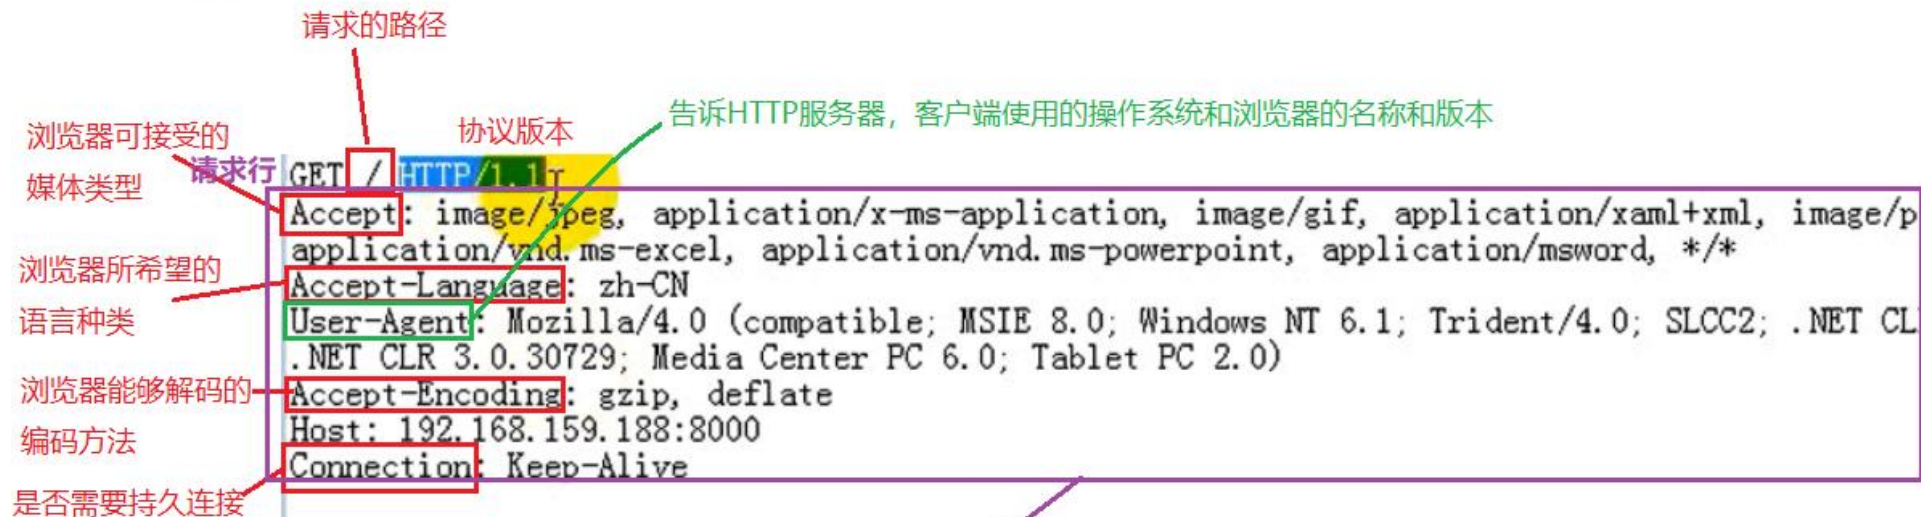 请求的路径
告诉HTTP服务器，客户端使用的操作系统和浏览器的名称和版本
协议版本
浏览器可接受的
媒体类型
请求行
GET / HTTP/1.1
Accept: image/jpeg, application/x-ms-application, image/gif, application/xaml+xml, image/p
application/vnd.ms-excel, application/vnd.ms-powerpoint, application/msword, */*
浏览器所希望的
语言种类
Accept-Language: zh-CN
User-Agent: Mozilla/4.0 (compatible; MSIE 8.0; Windows NT 6.1; Trident/4.0; SLCC2; .NET CL
.NET CLR 3.0.30729; Media Center PC 6.0; Tablet PC 2.0)
浏览器能够解码的
编码方法
Accept-Encoding: gzip, deflate
Host: 192.168.159.188:8000
Connection: Keep-Alive
是否需要持久连接